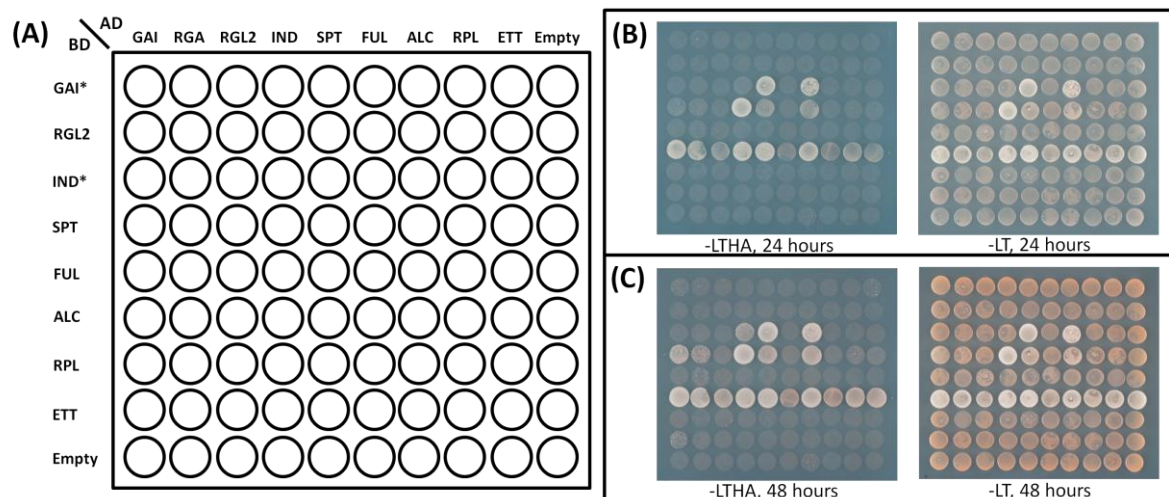 (A)
AD
BD
GAI RGA RGL2 IND SPT FUL ALC RPL ETT Empty
GAI*
RGL2
IND*
SPT
FUL
ALC
RPL
ETT
Empty
(B)
-LTHA, 24 hours
-LT, 24 hours
(C)
-LTHA, 48 hours
-LT, 48 hours